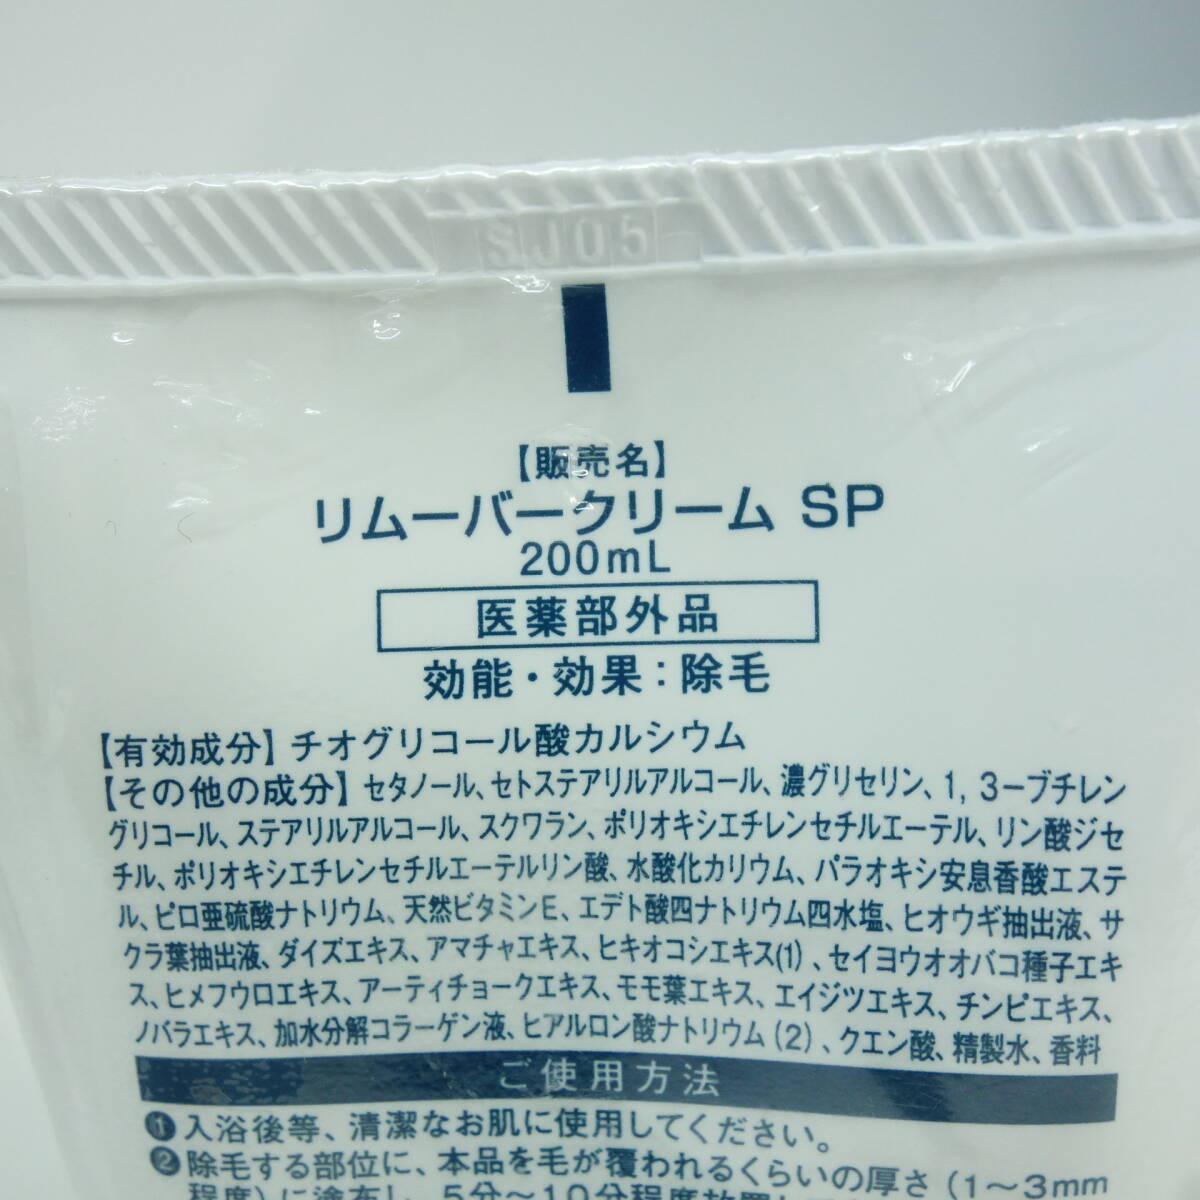 SJ05
【販売名】
リムーバークリーム SP
200mL
医薬部外品
効能・効果：除毛
【有効成分】チオグリコール酸カルシウム
【その他の成分】セタノール、セトステアリルアルコール、濃グリセリン、1, 3ーブチレン
グリコール、ステアリルアルコール、スクワラン、ポリオキシエチレンセチルエーテル、リン酸ジセ
チル、ポリオキシエチレンセチルエーテルリン酸、水酸化カリウム、パラオキシ安息香酸エステ
ル、ピロ亜硫酸ナトリウム、天然ビタミンE、エデト酸四ナトリウム四水塩、ヒオウギ抽出液、サ
クラ葉抽出液、ダイズエキス、アマチャエキス、ヒキオコシエキス(1)、セイヨウオオバコ種子エキ
ス、ヒメフウロエキス、アーティチョークエキス、モモ葉エキス、エイジツエキス、チンピエキス、
ノバラエキス、加水分解コラーゲン液、ヒアルロン酸ナトリウム(2)、クエン酸、精製水、香料
ご使用方法
❶入浴後等、清潔なお肌に使用してください。
❷除毛する部位に、本品を毛が覆われるくらいの厚さ(1〜3mm
程度)に塗布し、5分〜10分程度放置し